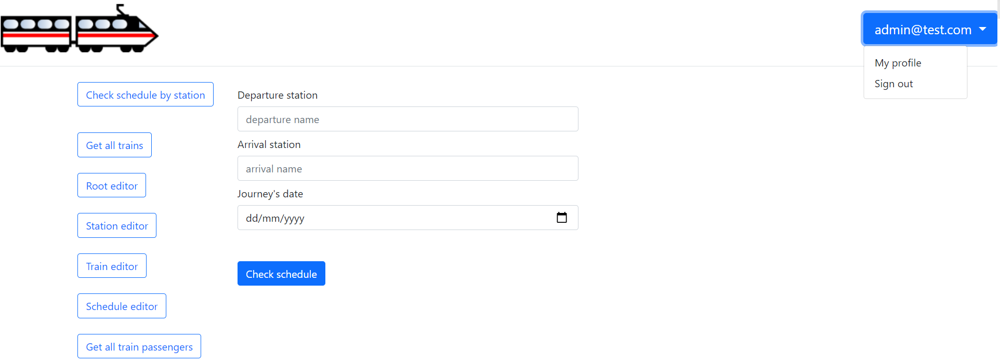 admin@test.com
My profile
Sign out
Check schedule by station
Get all trains
Root editor
Station editor
Train editor
Schedule editor
Get all train passengers
Departure station
departure name
Arrival station
arrival name
Journey's date
dd/mm/yyyy
Check schedule